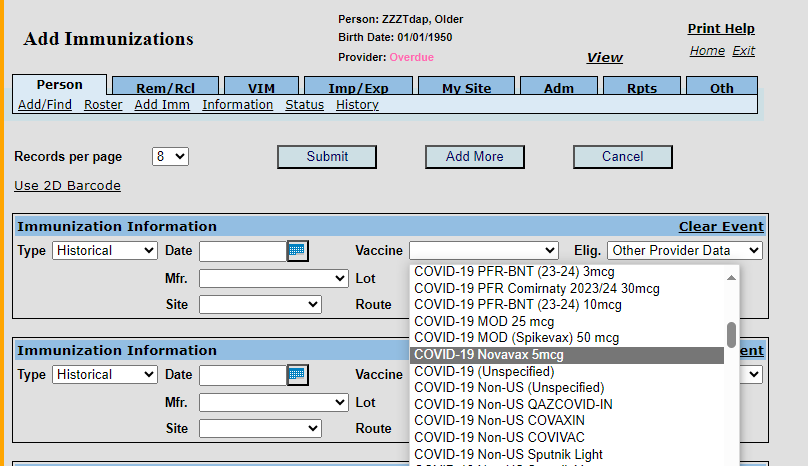 Person: ZZZTdap, Older
Add Immunizations
Birth Date: 01/01/1950
Provider: Overdue
View
Print Help
Home Exit
Person Rem/Rcl VIM Imp/Exp My Site Adm Rpts Oth
Add/Find Roster Add Imm Information Status History
Records per page 8 Submit Add More Cancel
Use 2D Barcode
Immunization Information Clear Event
Type Historical Date Vaccine Elig. Other Provider Data
Mfr. Lot
Site Route
COVID-19 PFR-BNT (23-24) 3mcg
COVID-19 PFR Comirnaty 2023/24 30mcg
COVID-19 PFR-BNT (23-24) 10mcg
COVID-19 MOD 25 mcg
COVID-19 MOD (Spikevax) 50 mcg
COVID-19 Novavax 5mcg
COVID-19 (Unspecified)
COVID-19 Non-US (Unspecified)
COVID-19 Non-US QAZCOVID-IN
COVID-19 Non-US COVAXIN
COVID-19 Non-US COVIVAC
COVID-19 Non-US Sputnik Light
Immunization Information ent
Type Historical Date Vaccine
Mfr. Lot
Site Route